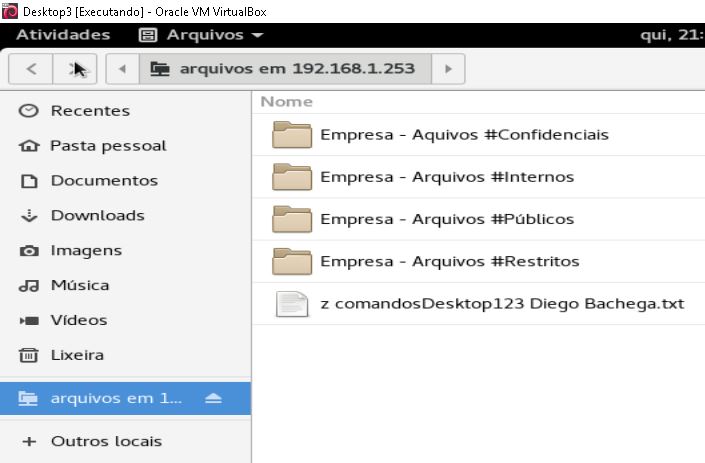 Desktop3 [Executando] - Oracle VM VirtualBox
Atividades Arquivos qui, 21:
arquivos em 192.168.1.253
Recentes
Pasta pessoal
Documentos
Downloads
Imagens
Música
Vídeos
Lixeira
arquivos em 1...
Outros locais
Nome
Empresa - Aquivos #Confidenciais
Empresa - Arquivos #Internos
Empresa - Arquivos #Públicos
Empresa - Arquivos #Restritos
z comandosDesktop123 Diego Bachega.txt